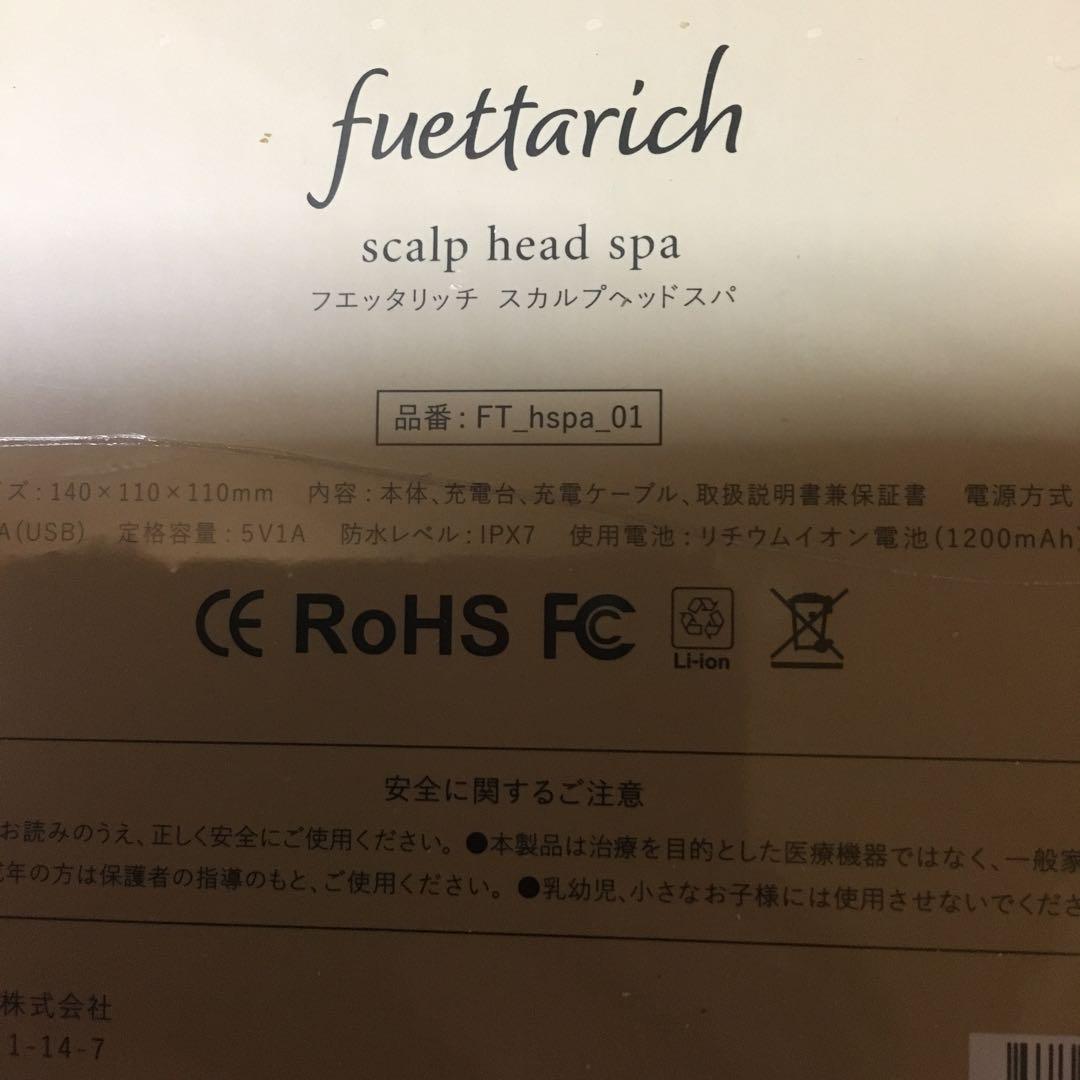 fuettarich
scalp head spa
フエッタリッチ スカルプヘッドスパ
品番:FT_hspa_01
ズ:140×110×110mm 内容:本体、充電台、充電ケーブル、取扱説明書兼保証書 電源方式
A(USB) 定格容量:5V1A 防水レベル:IPX7 使用電池:リチウムイオン電池(1200mAh)
CE RoHS FC
Li-ion
安全に関するご注意
お読みのうえ、正しく安全にご使用ください。●本製品は治療を目的とした医療機器ではなく、一般家
年の方は保護者の指導のもと、ご使用ください。●乳幼児、小さなお子様には使用させないでくださ
株式会社
1-14-7